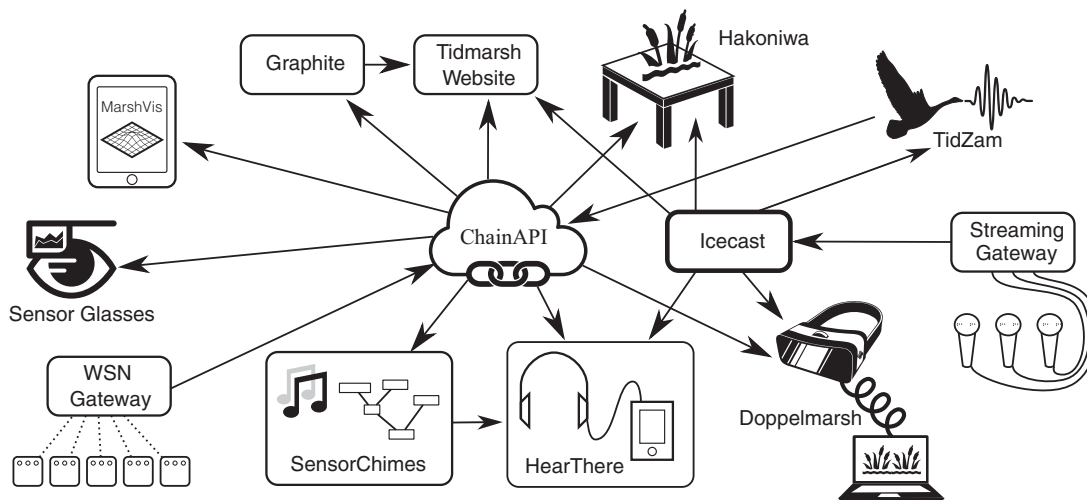 Hakoniwa
Graphite
Tidmarsh
Website
MarshVis
TidZam
ChainAPI
Icecast
Streaming
Gateway
Sensor Glasses
WSN
Gateway
Doppelmarsh
SensorChimes
HearThere